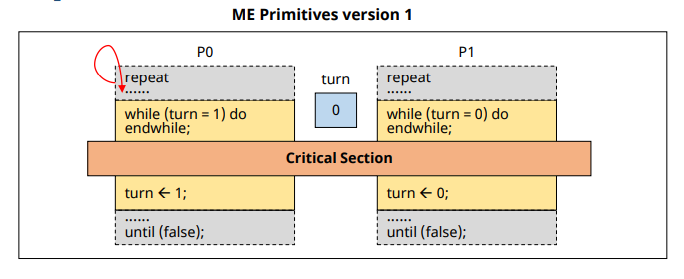 ME Primitives version 1
P0
repeat
......
while (turn = 1) do
endwhile;
turn
0
P1
repeat
......
while (turn = 0) do
endwhile;
Critical Section
turn ← 1;
......
until (false);
turn ← 0;
......
until (false);